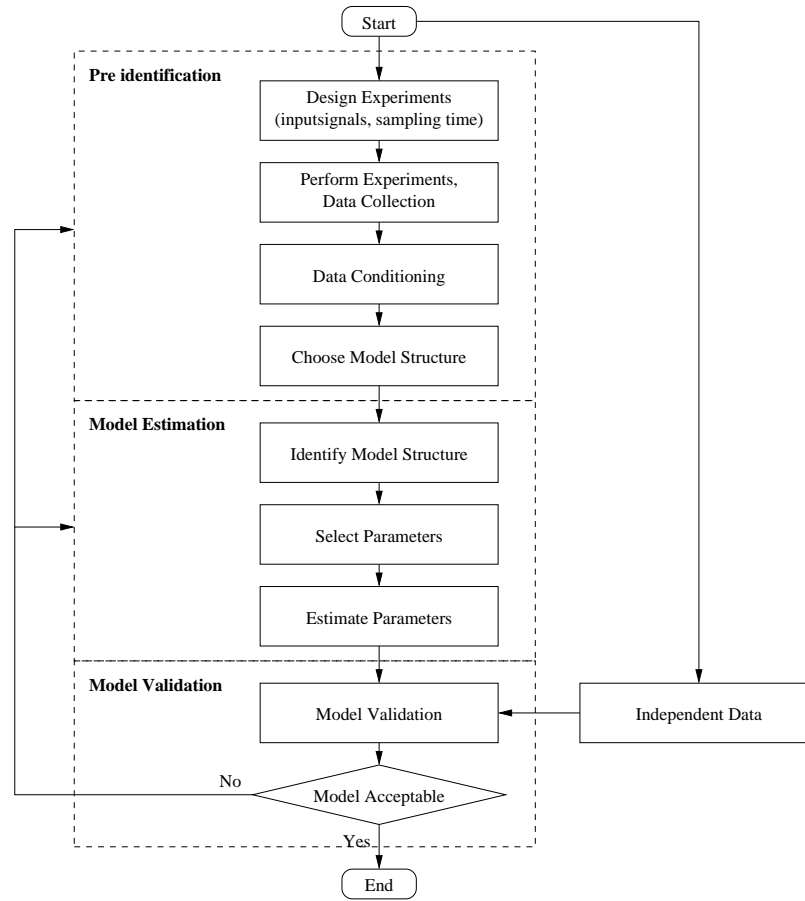 Start
Pre identification
Design Experiments
(inputsignals, sampling time)
Perform Experiments,
Data Collection
Data Conditioning
Choose Model Structure
Model Estimation
Identify Model Structure
Select Parameters
Estimate Parameters
Model Validation
Model Validation
Independent Data
No
Model Acceptable
Yes
End